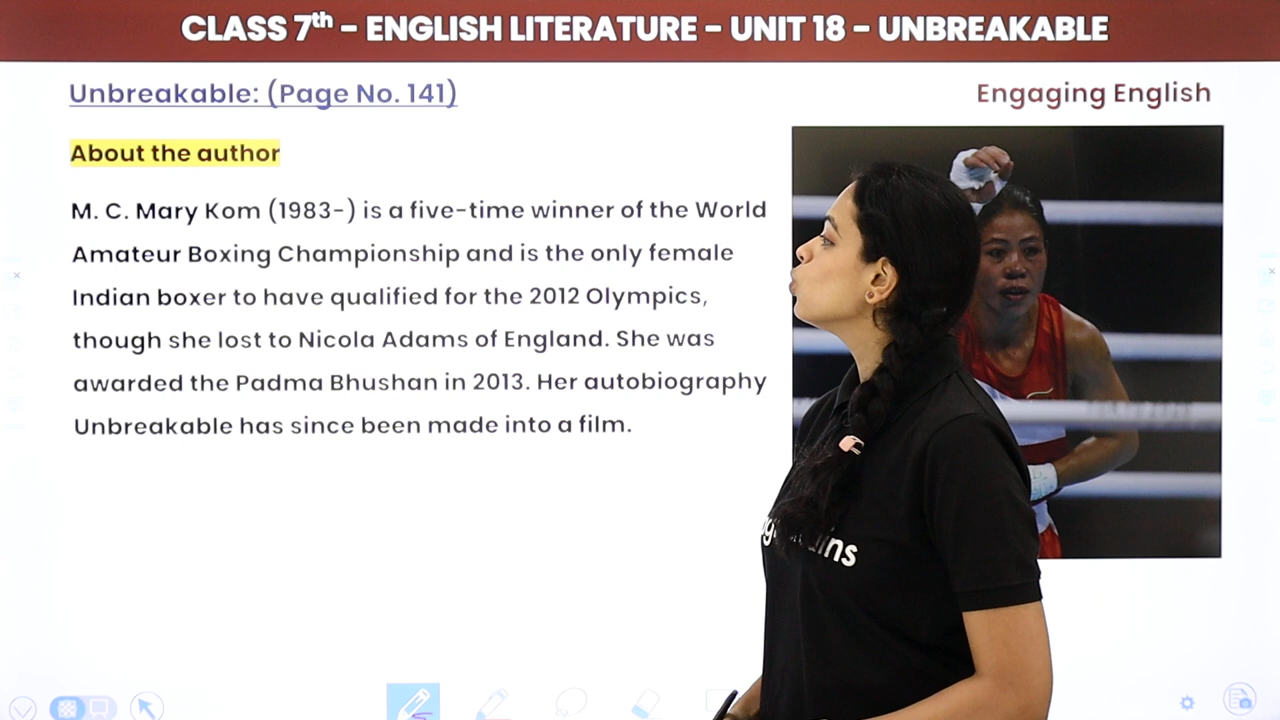 CLASS 7th - ENGLISH LITERATURE - UNIT 18 - UNBREAKABLE
Unbreakable: (Page No. 141)
Engaging English
About the author
M. C. Mary Kom (1983-) is a five-time winner of the World
Amateur Boxing Championship and is the only female
Indian boxer to have qualified for the 2012 Olympics,
though she lost to Nicola Adams of England. She was
awarded the Padma Bhushan in 2013. Her autobiography
Unbreakable has since been made into a film.